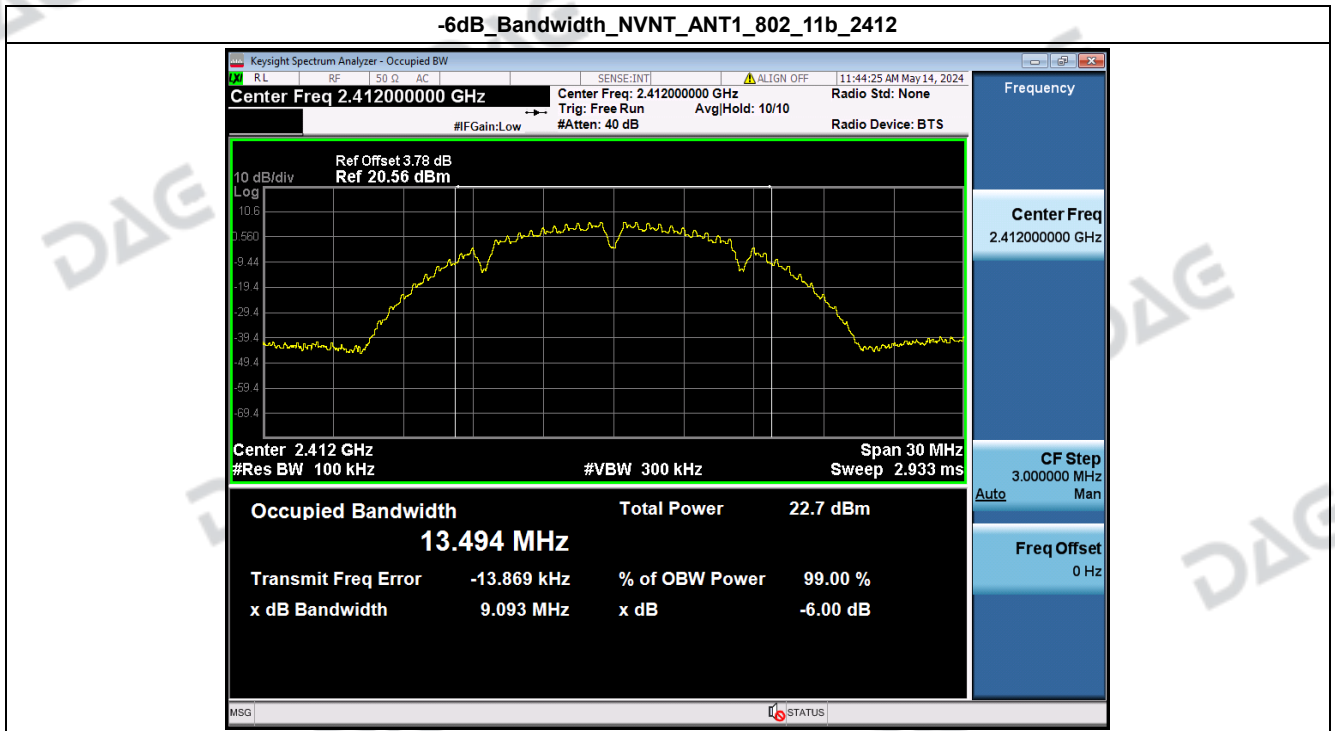 -6dB_Bandwidth_NVNT_ANT1_802_11b_2412
Keysight Spectrum Analyzer - Occupied BW
LXI RL RF 50 Ω AC SENSE:INT ALIGN OFF 11:44:25 AM May 14, 2024
Center Freq 2.412000000 GHz
Center Freq: 2.412000000 GHz Radio Std: None
Trig: Free Run Avg|Hold: 10/10
#IFGain:Low #Atten: 40 dB Radio Device: BTS
Ref Offset 3.78 dB
10 dB/div Ref 20.56 dBm
Log
10.6
0.560
-9.44
-19.4
-29.4
-39.4
-49.4
-59.4
-69.4
Center 2.412 GHz Span 30 MHz
#Res BW 100 kHz #VBW 300 kHz Sweep 2.933 ms
Occupied Bandwidth Total Power 22.7 dBm
13.494 MHz
Transmit Freq Error -13.869 kHz % of OBW Power 99.00 %
x dB Bandwidth 9.093 MHz x dB -6.00 dB
MSG STATUS
Frequency
Center Freq
2.412000000 GHz
CF Step
3.000000 MHz
Auto Man
Freq Offset
0 Hz
DAG
DAG
DAG